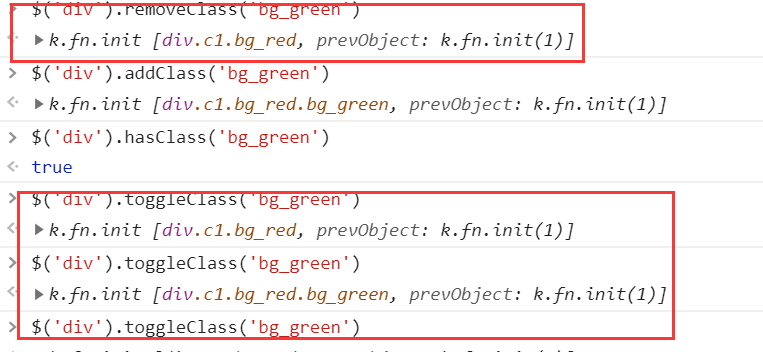 $('div').removeClass('bg_green')
k.fn.init [div.c1.bg_red, prevObject: k.fn.init(1)]
$('div').addClass('bg_green')
k.fn.init [div.c1.bg_red.bg_green, prevObject: k.fn.init(1)]
$('div').hasClass('bg_green')
true
$('div').toggleClass('bg_green')
k.fn.init [div.c1.bg_red, prevObject: k.fn.init(1)]
$('div').toggleClass('bg_green')
k.fn.init [div.c1.bg_red.bg_green, prevObject: k.fn.init(1)]
$('div').toggleClass('bg_green')